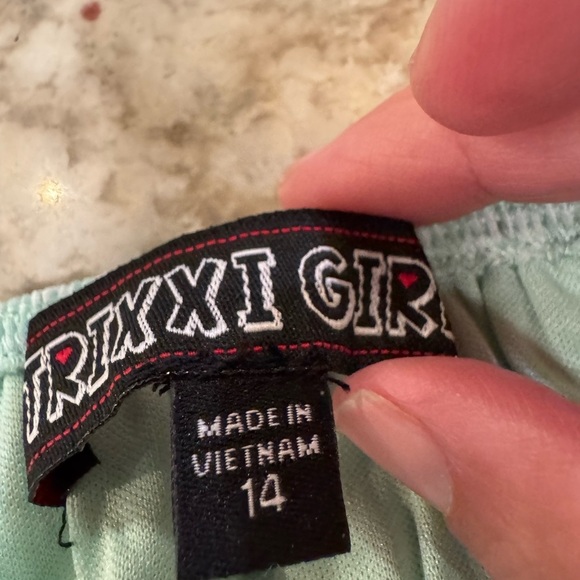 TRIXXI GIRL
MADE IN
VIETNAM
14